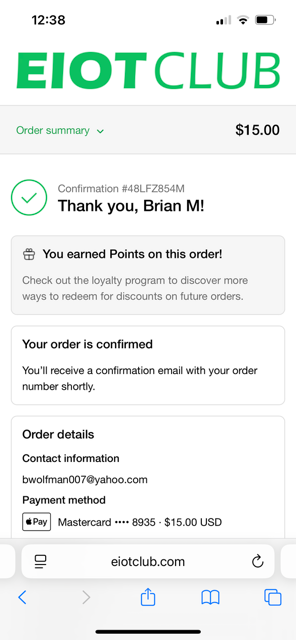 12:38
EIOTCLUB
Order summary
$15.00
Confirmation #48LFZ854M
Thank you, Brian M!
You earned Points on this order!
Check out the loyalty program to discover more
ways to redeem for discounts on future orders.
Your order is confirmed
You'll receive a confirmation email with your order
number shortly.
Order details
Contact information
bwolfman007@yahoo.com
Payment method
Pay Mastercard •••• 8935 · $15.00 USD
eiotclub.com